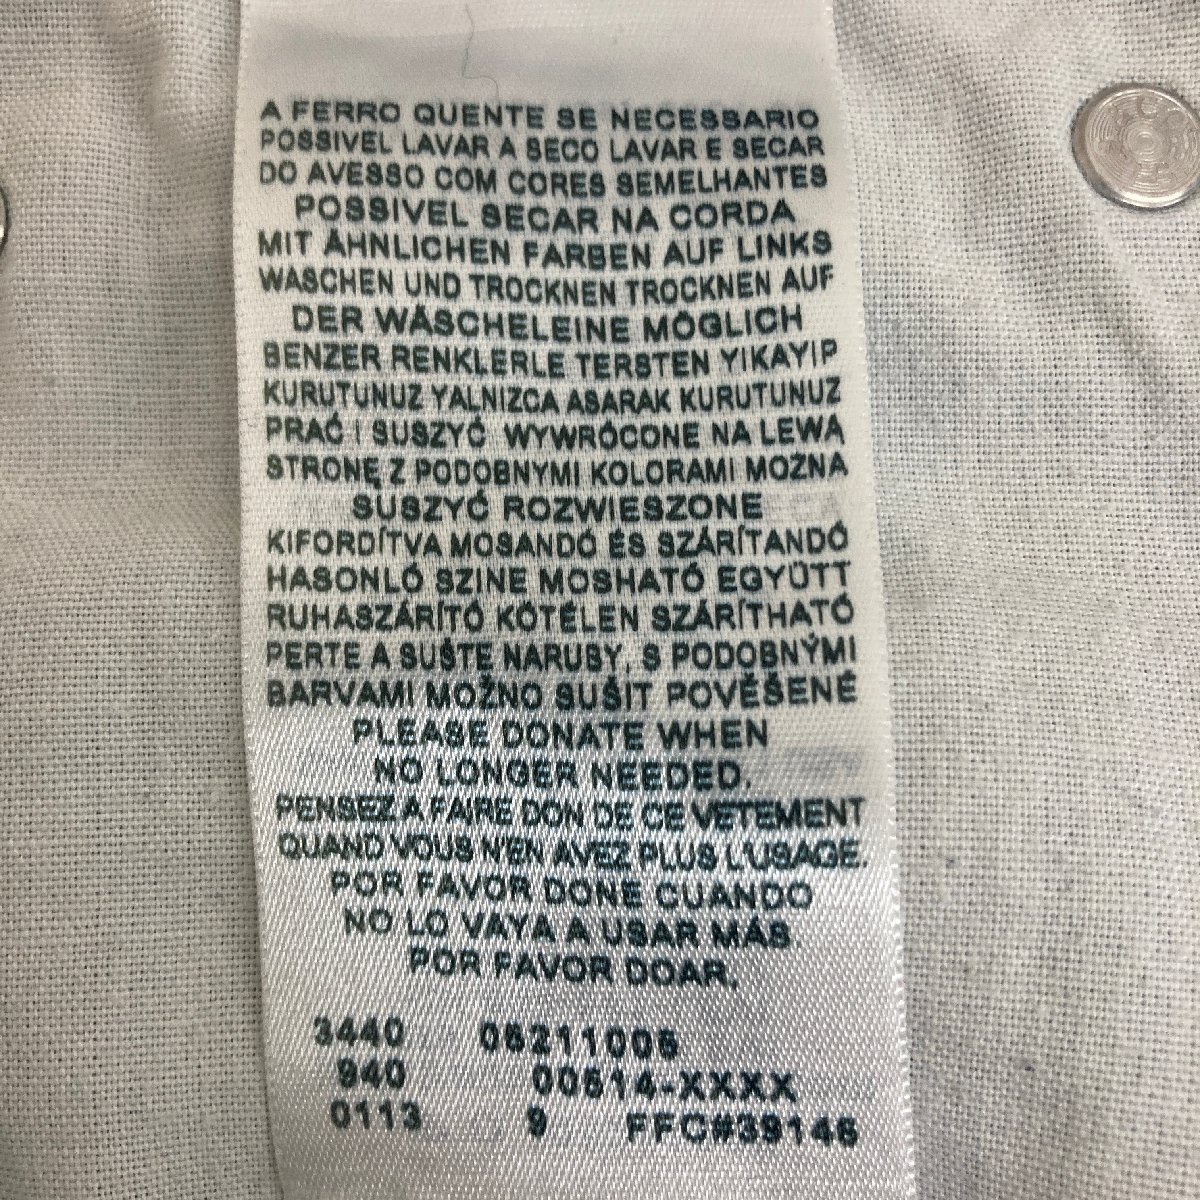 A FERRO QUENTE SE NECESSARIO
POSSIVEL LAVAR A SECO LAVAR E SECAR
DO AVESSO COM CORES SEMELHANTES
POSSIVEL SECAR NA CORDA
MIT ÄHNLICHEN FARBEN AUF LINKS
WASCHEN UND TROCKNEN TROCKNEN AUF
DER WÄSCHELEINE MÖGLICH
BENZER RENKLERLE TERSTEN YIKAYIP
KURUTUNUZ YALNIZCA ASARAK KURUTUNUZ
PRAĆ I SUSZYĆ WYWRÓCONE NA LEWĄ
STRONĘ Z PODOBNYMI KOLORAMI MOŻNA
SUSZYĆ ROZWIESZONE
KIFORDÍTVA MOSANDÓ ÉS SZÁRÍTANDÓ
HASONLÓ SZINE MOSHATÓ EGYÜTT
RUHASZÁRÍTÓ KÖTÉLEN SZÁRÍTHATÓ
PERTE A SUŠTE NARUBY, S PODOBNÝMI
BARVAMI MOŽNO SUŠIT POVĚŠENÉ
PLEASE DONATE WHEN
NO LONGER NEEDED.
PENSEZ A FAIRE DON DE CE VETEMENT
QUAND VOUS N'EN AVEZ PLUS L'USAGE.
POR FAVOR DONE CUANDO
NO LO VAYA A USAR MÁS.
POR FAVOR DOAR.
3440 06211005
940 00514-XXXX
0113 9 FFC#39146